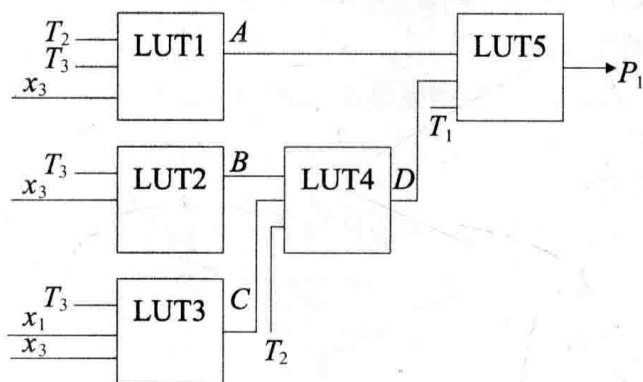 T₂
T₃
x₃
LUT1
A
LUT5
P₁
T₁
T₃
x₃
LUT2
B
LUT4
D
T₃
x₁
x₃
LUT3
C
T₂